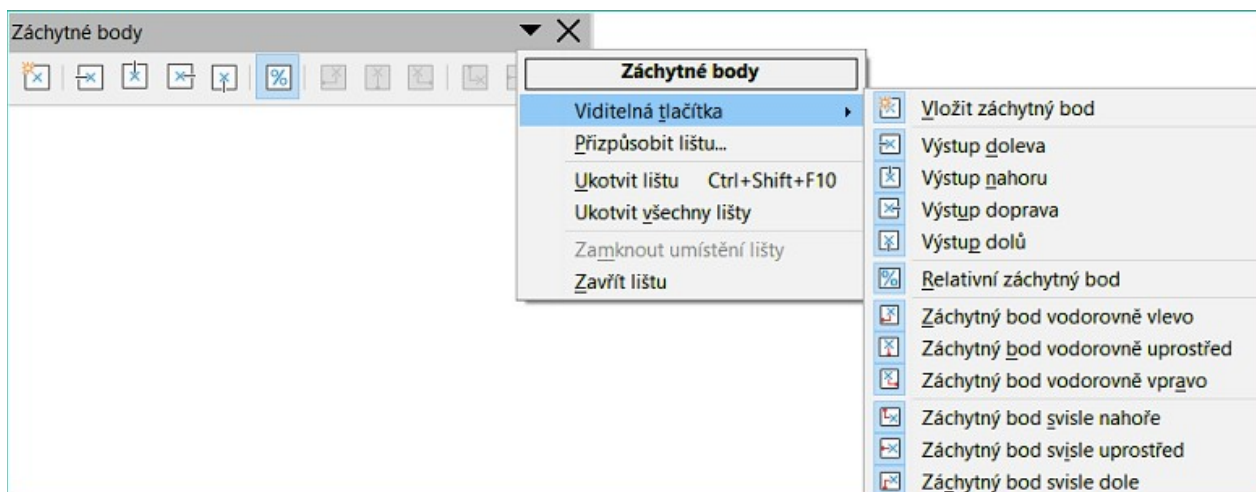 Záchytné body
Záchytné body
Viditelná tlačítka
Přizpůsobit lištu...
Ukotvit lištu Ctrl+Shift+F10
Ukotvit všechny lišty
Zamknout umístění lišty
Zavřít lištu
Vložit záchytný bod
Výstup doleva
Výstup nahoru
Výstup doprava
Výstup dolů
Relativní záchytný bod
Záchytný bod vodorovně vlevo
Záchytný bod vodorovně uprostřed
Záchytný bod vodorovně vpravo
Záchytný bod svisle nahoře
Záchytný bod svisle uprostřed
Záchytný bod svisle dole